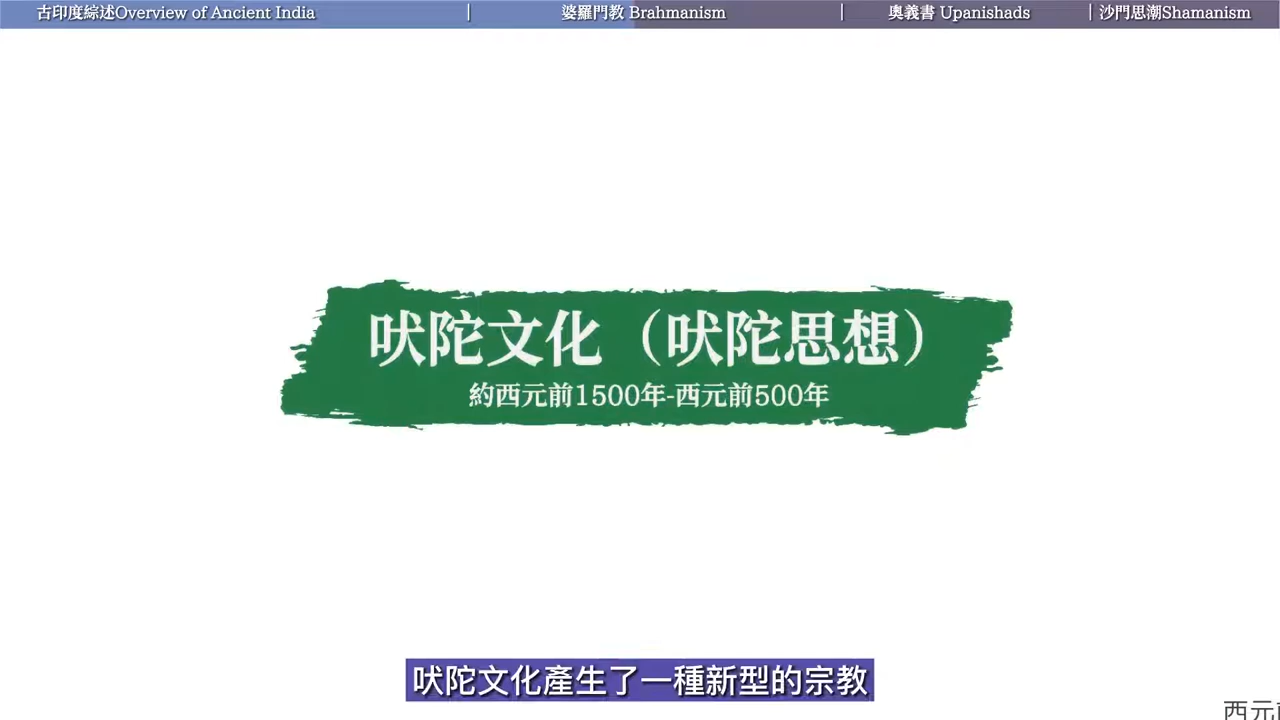 古印度綜述Overview of Ancient India | 婆羅門教 Brahmanism | 奧義書 Upanishads | 沙門思潮Shamanism
吠陀文化（吠陀思想）
約西元前1500年-西元前500年
吠陀文化產生了一種新型的宗教
西元